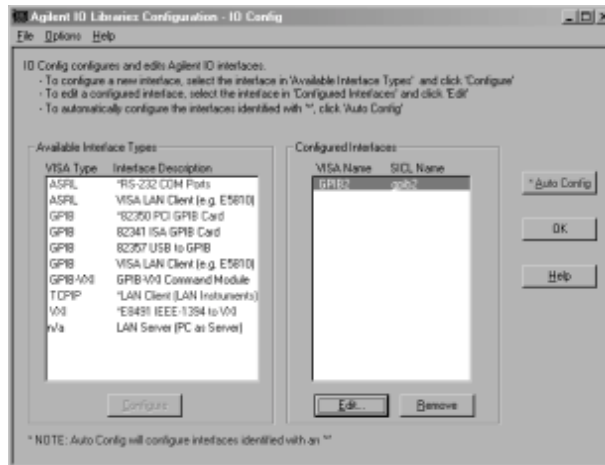 Agilent IO Libraries Configuration - IO Config
File Options Help
IO Config configures and edits Agilent IO interfaces.
- To configure a new interface, select the interface in 'Available Interface Types' and click 'Configure'
- To edit a configured interface, select the interface in 'Configured Interfaces' and click 'Edit'
- To automatically configure the interfaces identified with '*', click 'Auto Config'
Available Interface Types
VISA Type Interface Description
ASRL *RS-232 COM Ports
ASRL VISA LAN Client (e.g. E5810)
GPIB *82350 PCI GPIB Card
GPIB 82341 ISA GPIB Card
GPIB 82357 USB to GPIB
GPIB VISA LAN Client (e.g. E5810)
GPIB-VXI GPIB-VXI Command Module
TCPIP *LAN Client (LAN Instruments)
VXI *E8491 IEEE-1394 to VXI
n/a LAN Server (PC as Server)
Configure
Configured Interfaces
VISA Name SICL Name
GPIB2 gpib2
Edit... Remove
* Auto Config
OK
Help
* NOTE: Auto Config will configure interfaces identified with an '*'